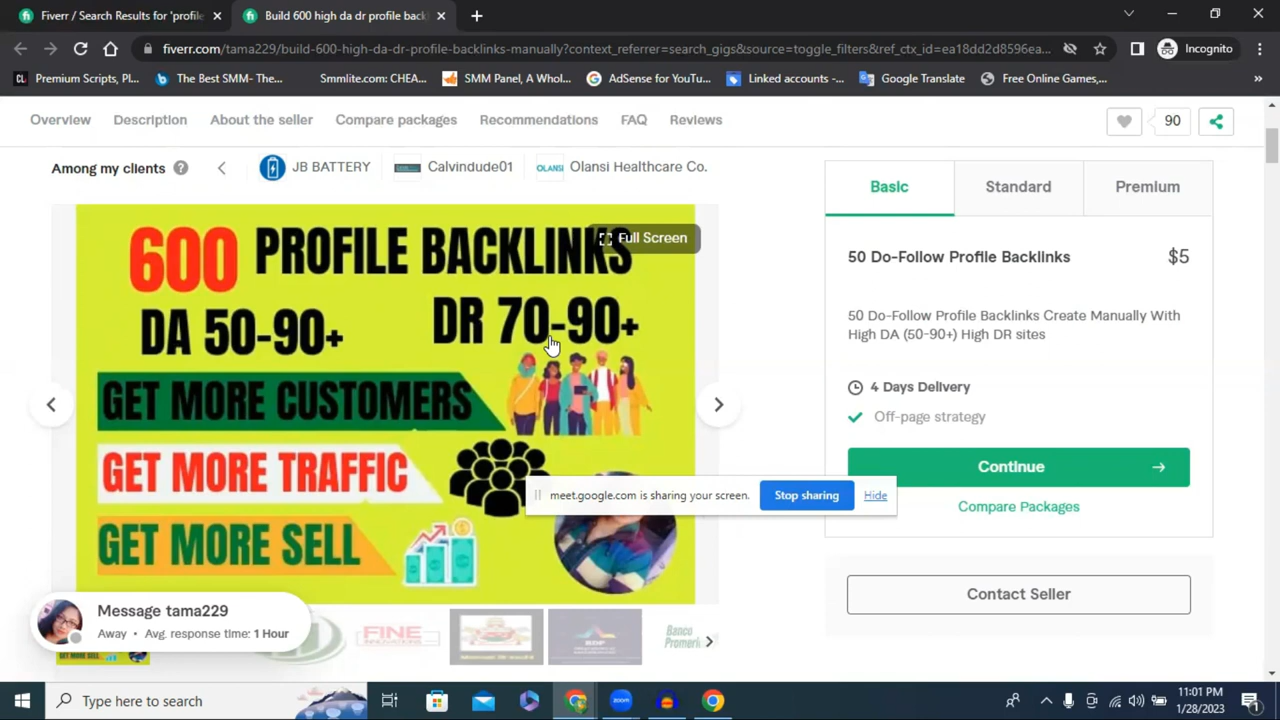 Fiverr / Search Results for 'profile
Build 600 high da dr profile back
fiverr.com/tama229/build-600-high-da-dr-profile-backlinks-manually?context_referrer=search_gigs&source=toggle_filters&ref_ctx_id=ea18dd2d8596ea...
Incognito
Premium Scripts, Pl...
The Best SMM- The...
Smmlite.com: CHEA...
SMM Panel, A Whol...
AdSense for YouTu...
Linked accounts -...
Google Translate
Free Online Games,...
Overview
Description
About the seller
Compare packages
Recommendations
FAQ
Reviews
90
Among my clients
JB BATTERY
Calvindude01
OLANSI
Olansi Healthcare Co.
600 PROFILE BACKLINKS
Full Screen
DA 50-90+
DR 70-90+
GET MORE CUSTOMERS
GET MORE TRAFFIC
GET MORE SELL
Basic
Standard
Premium
50 Do-Follow Profile Backlinks
$5
50 Do-Follow Profile Backlinks Create Manually With
High DA (50-90+) High DR sites
4 Days Delivery
Off-page strategy
Continue
meet.google.com is sharing your screen.
Stop sharing
Hide
Compare Packages
Contact Seller
Message tama229
Away • Avg. response time: 1 Hour
FINE
Banco
Type here to search
zoom
11:01 PM
1/28/2023
1